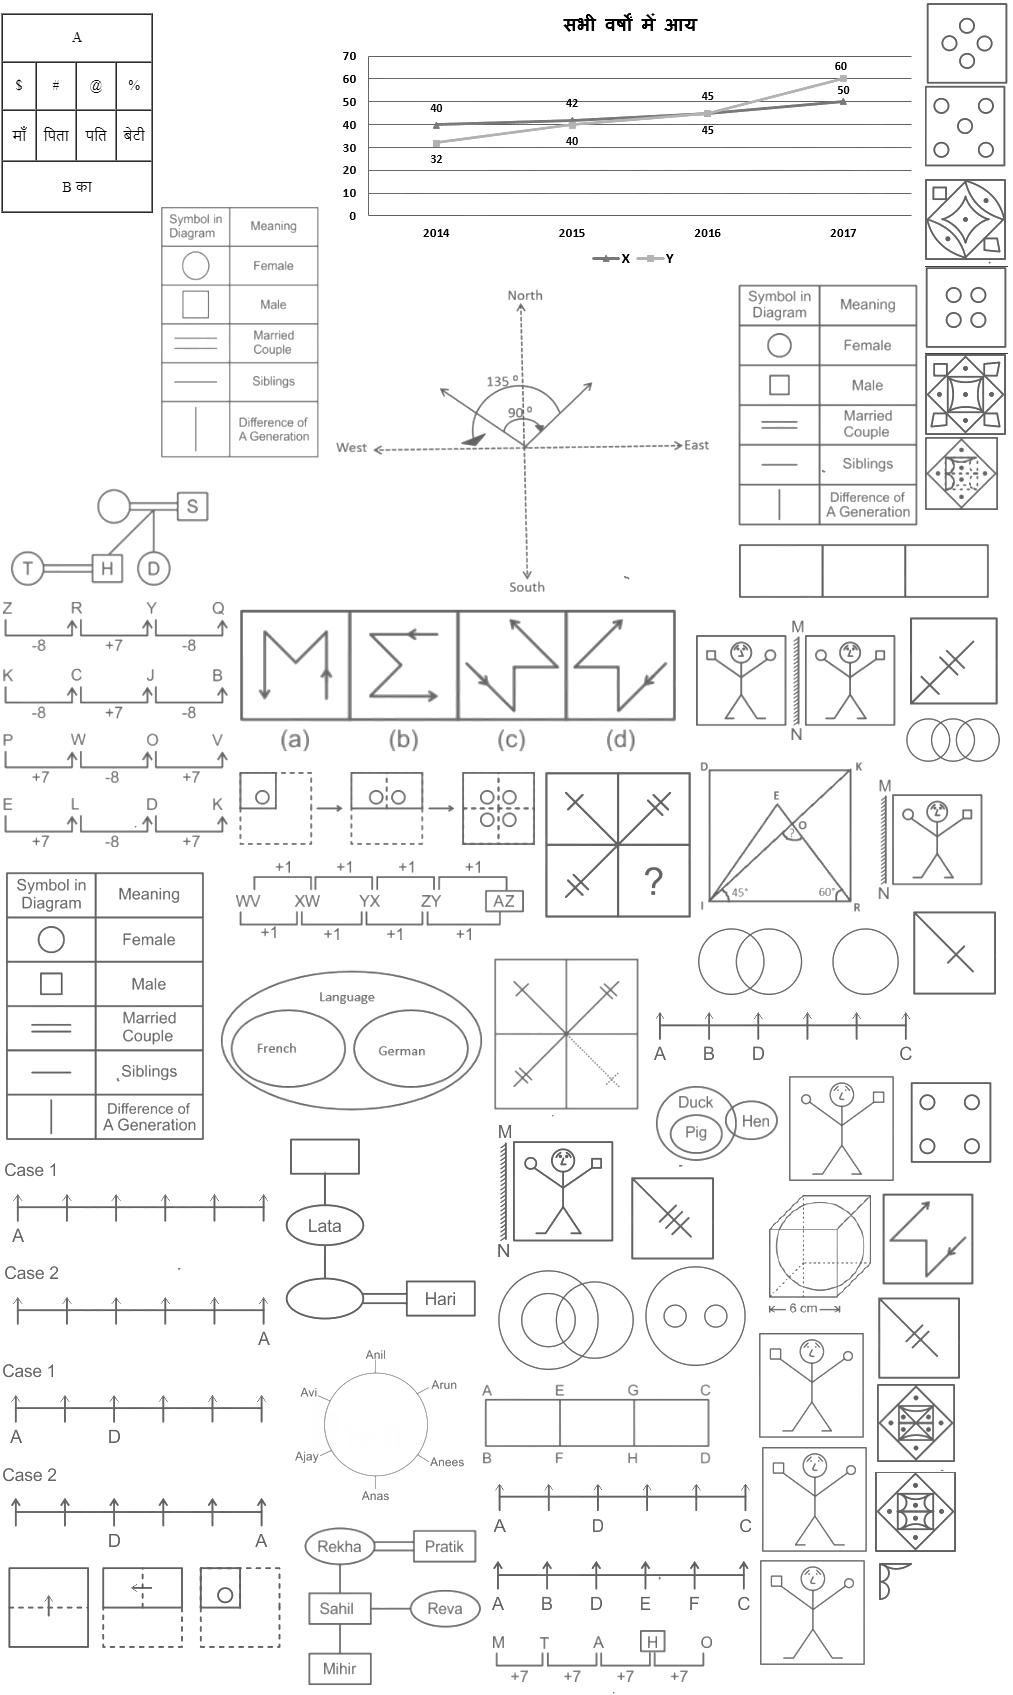 A
$ # @ %
माँ पिता पति बेटी
B का
सभी वर्षों में आय
70
60
50
40
30
20
10
0
40 42 45 60
50
32 40 45
2014 2015 2016 2017
X Y
Symbol in Diagram Meaning
Female
Male
Married Couple
Siblings
Difference of A Generation
North
135 °
90 °
West East
South
Symbol in Diagram Meaning
Female
Male
Married Couple
Siblings
Difference of A Generation
S
T H D
Z R Y Q
-8 +7 -8
K C J B
-8 +7 -8
P W O V
+7 -8 +7
E L D K
+7 -8 +7
(a) (b) (c) (d)
M
N
D K
E
O
?
45° 60°
I R
M
N
?
+1 +1 +1 +1
WV XW YX ZY AZ
+1 +1 +1 +1
Symbol in Diagram Meaning
Female
Male
Married Couple
Siblings
Difference of A Generation
Language
French German
A B D C
Duck
Pig
Hen
M
N
6 cm
Case 1
A
Case 2
A
Case 1
A D
Case 2
D A
Lata
Hari
Anil
Avi Arun
Ajay Anees
Anas
A E G C
B F H D
A D C
A B D E F C
M T A H O
+7 +7 +7 +7
Rekha Pratik
Sahil Reva
Mihir